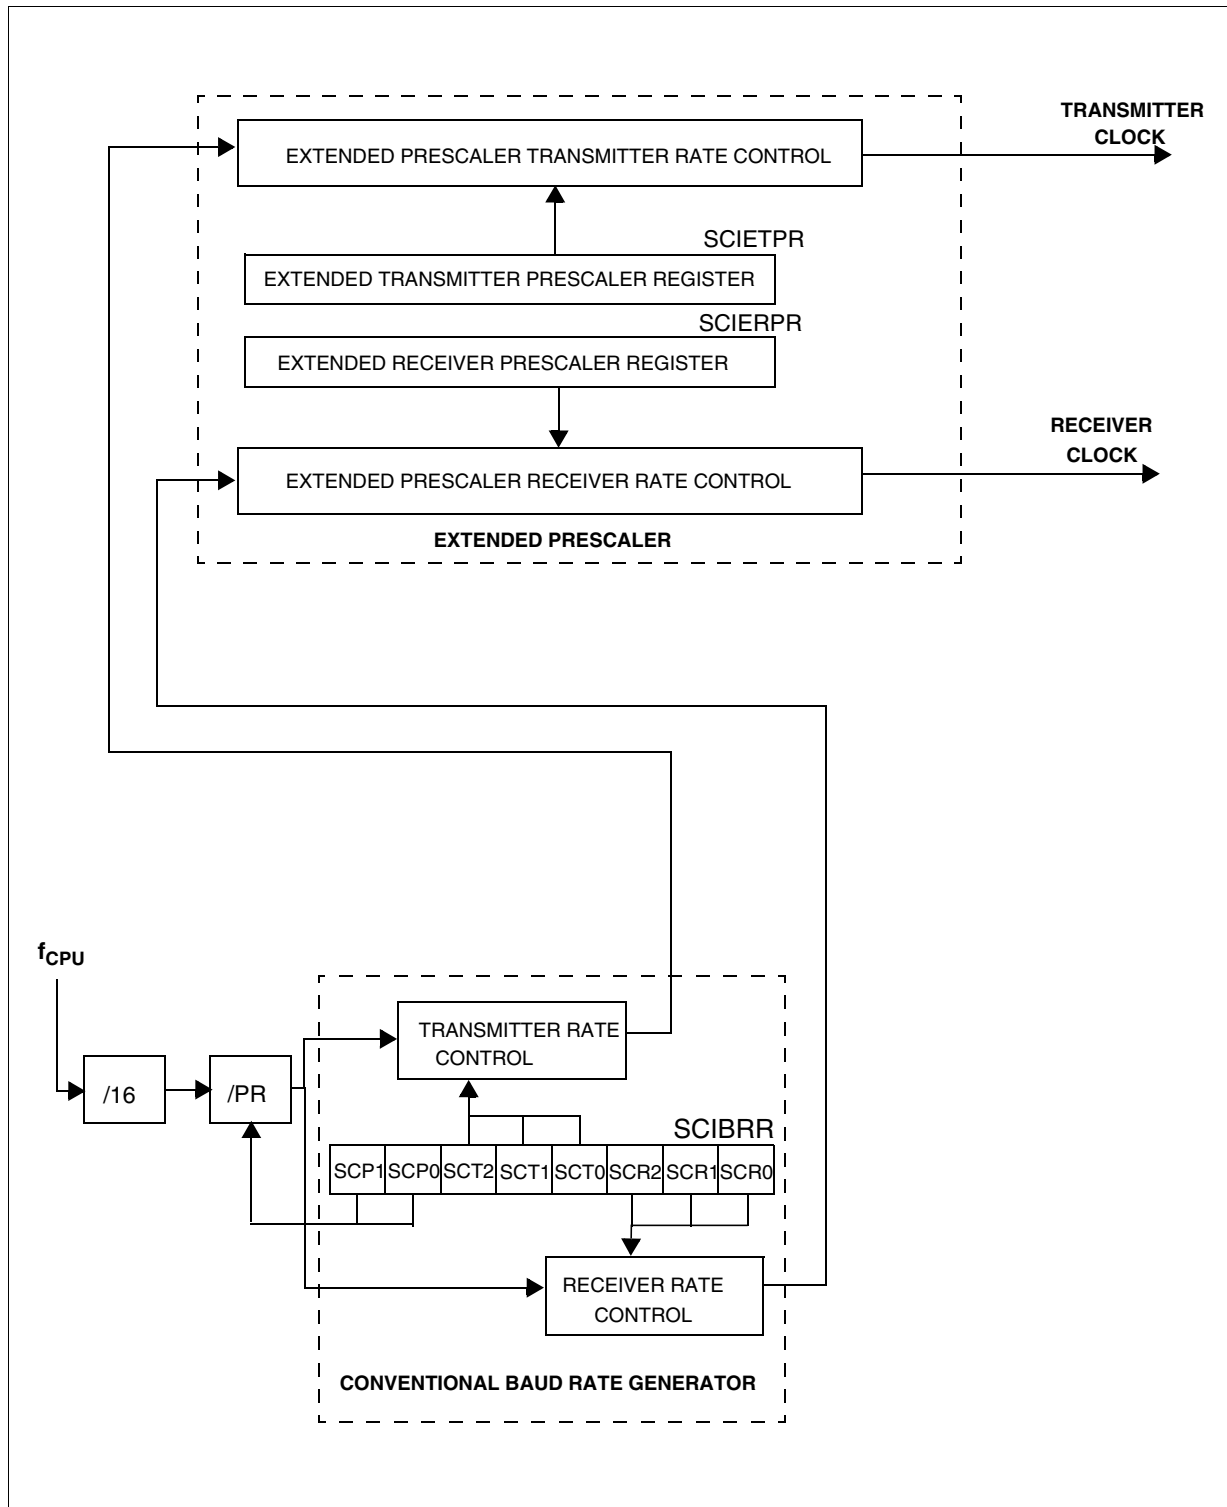 TRANSMITTER
CLOCK
EXTENDED PRESCALER TRANSMITTER RATE CONTROL
SCIETPR
EXTENDED TRANSMITTER PRESCALER REGISTER
SCIERPR
EXTENDED RECEIVER PRESCALER REGISTER
RECEIVER
CLOCK
EXTENDED PRESCALER RECEIVER RATE CONTROL
EXTENDED PRESCALER
fCPU
TRANSMITTER RATE
CONTROL
/16
/PR
SCIBRR
SCP1 SCP0 SCT2 SCT1 SCT0 SCR2 SCR1 SCR0
RECEIVER RATE
CONTROL
CONVENTIONAL BAUD RATE GENERATOR